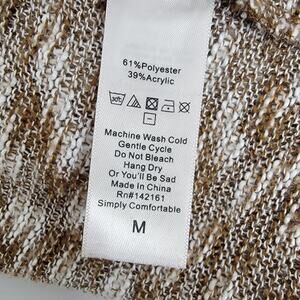 61%Polyester
39%Acrylic
Machine Wash Cold
Gentle Cycle
Do Not Bleach
Hang Dry
Or You'll Be Sad
Made In China
Rn#142161
Simply Comfortable
M